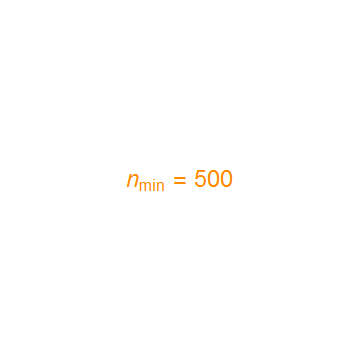 n_min = 500